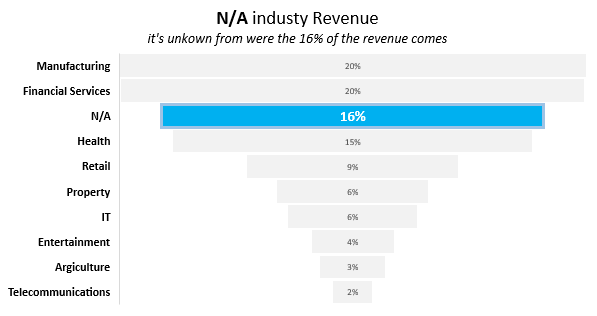 N/A industy Revenue
it's unkown from were the 16% of the revenue comes
Manufacturing 20%
Financial Services 20%
N/A 16%
Health 15%
Retail 9%
Property 6%
IT 6%
Entertainment 4%
Argiculture 3%
Telecommunications 2%